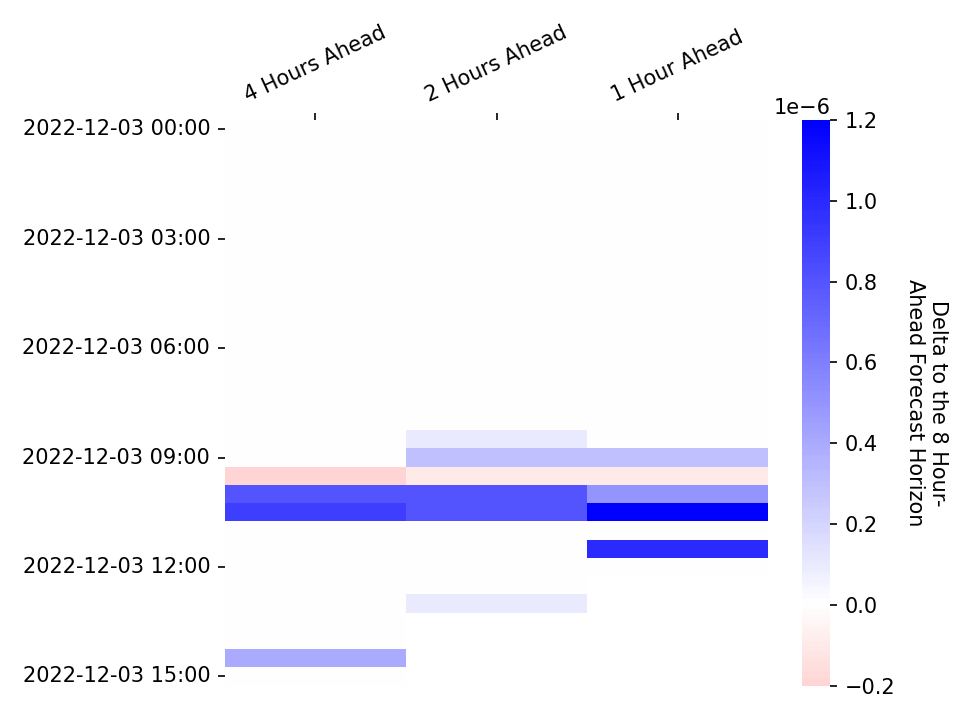 4 Hours Ahead
2 Hours Ahead
1 Hour Ahead
2022-12-03 00:00
2022-12-03 03:00
2022-12-03 06:00
2022-12-03 09:00
2022-12-03 12:00
2022-12-03 15:00
1e−6
1.2
1.0
0.8
0.6
0.4
0.2
0.0
−0.2
Delta to the 8 Hour-
Ahead Forecast Horizon